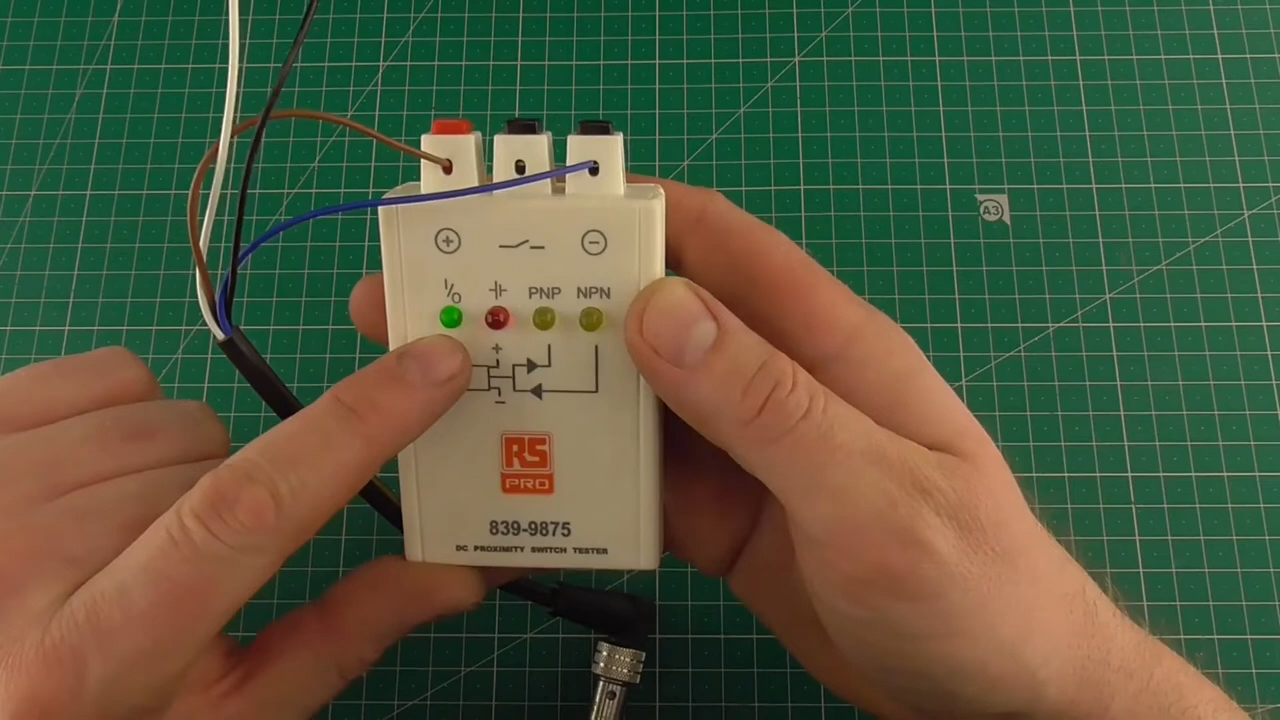 + −
I/O PNP NPN
+
−
RS
PRO
839-9875
DC PROXIMITY SWITCH TESTER
A3